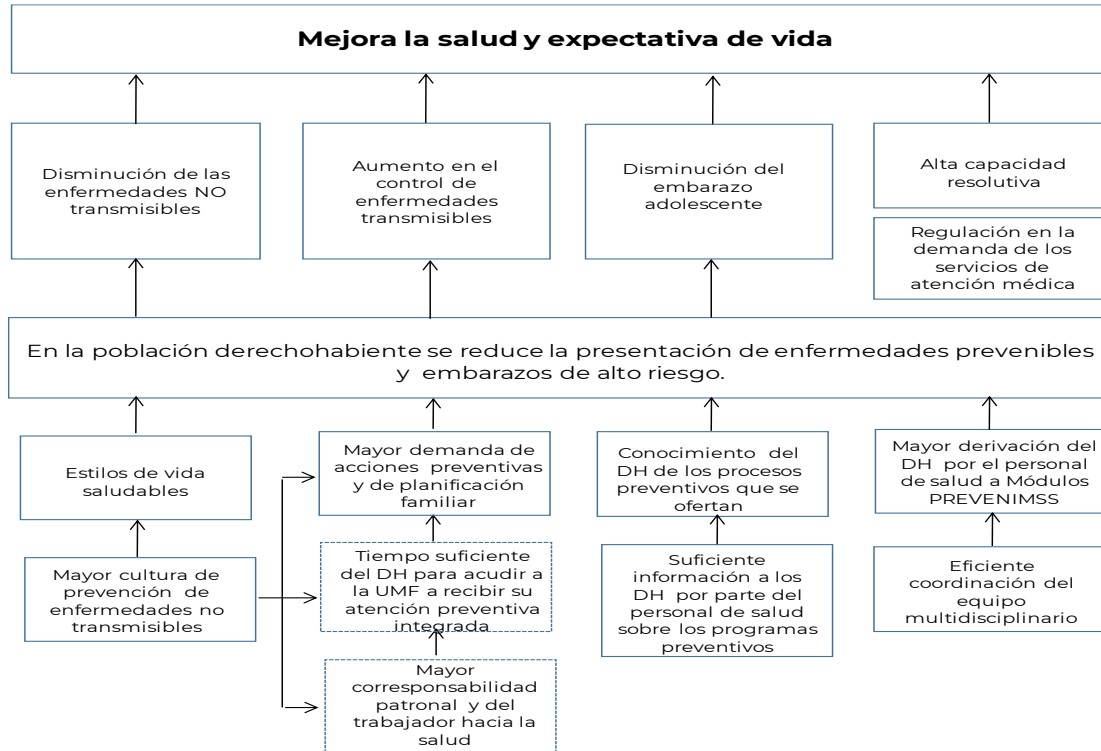 Mejora la salud y expectativa de vida
Disminución de las
enfermedades NO
transmisibles
Aumento en el
control de
enfermedades
transmisibles
Disminución del
embarazo
adolescente
Alta capacidad
resolutiva
Regulación en la
demanda de los
servicios de
atención médica
En la población derechohabiente se reduce la presentación de enfermedades prevenibles
y embarazos de alto riesgo.
Estilos de vida
saludables
Mayor demanda de
acciones preventivas
y de planificación
familiar
Conocimiento del
DH de los procesos
preventivos que se
ofertan
Mayor derivación del
DH por el personal
de salud a Módulos
PREVENIMSS
Mayor cultura de
prevención de
enfermedades no
transmisibles
Tiempo suficiente
del DH para acudir a
la UMF a recibir su
atención preventiva
integrada
Suficiente
información a los
DH por parte del
personal de salud
sobre los programas
preventivos
Eficiente
coordinación del
equipo
multidisciplinario
Mayor
corresponsabilidad
patronal y del
trabajador hacia la
salud